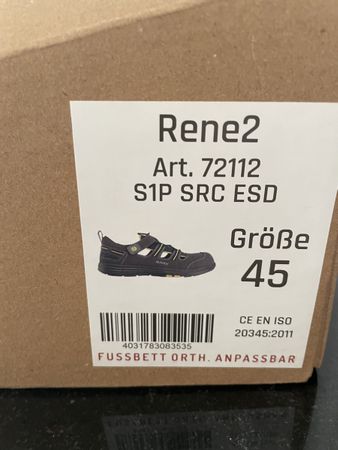 Rene2
Art. 72112
S1P SRC ESD
Größe
45
CE EN ISO
20345:2011
4031783083535
FUSSBETT ORTH. ANPASSBAR